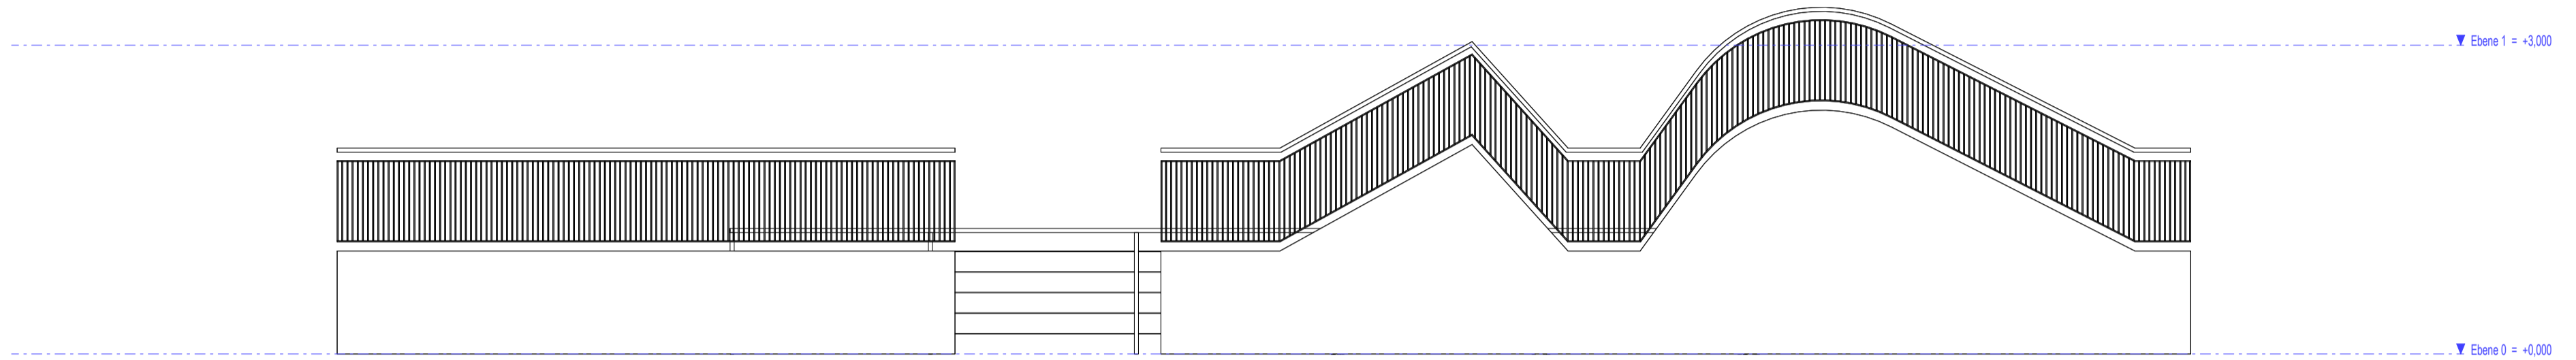 ▼ Ebene 1 = +3,000
▼ Ebene 0 = +0,000